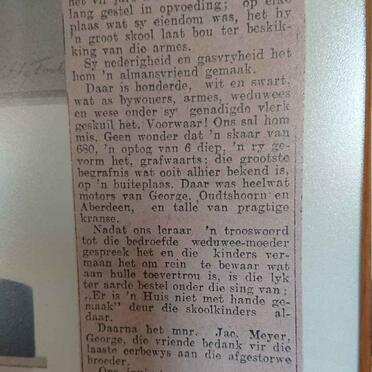 het vir
lang gestel in opvoeding; op elke
plaas wat sy eiendom was, het hy
'n groot skool laat bou ter beskik-
king van die armes.
Sy nederigheid en gasvryheid het
hom 'n almansvriend gemaak.
Daar is honderde, wit en swart,
wat as bywoners, armes, weduwees
en wese onder sy genadigde vlerk
geskuil het. Voorwaar! Ons sal hom
mis. Geen wonder dat 'n skaar van
680, 'n optog van 6 diep, 'n ry ge-
vorm het, grafwaarts; die grootste
begrafnis wat ooit alhier bekend is,
op 'n buiteplaas. Daar was heelwat
motors van George, Oudtshoorn en
Aberdeen, en talle van pragtige
kranse.
Nadat ons leraar 'n trooswoord
tot die bedroefde weduwee-moeder
gespreek het en die kinders ver-
maan het om rein te bewaar wat
aan hulle toevertrou is, is die lyk
ter aarde bestel onder die sing van:
„Er is 'n Huis niet met hande ge-
maak" deur die skoolkinders al-
daar.
Daarna het mnr. Jac. Meyer,
George, die vriende bedank vir die
laaste eerbewys aan die afgestorwe
broeder.